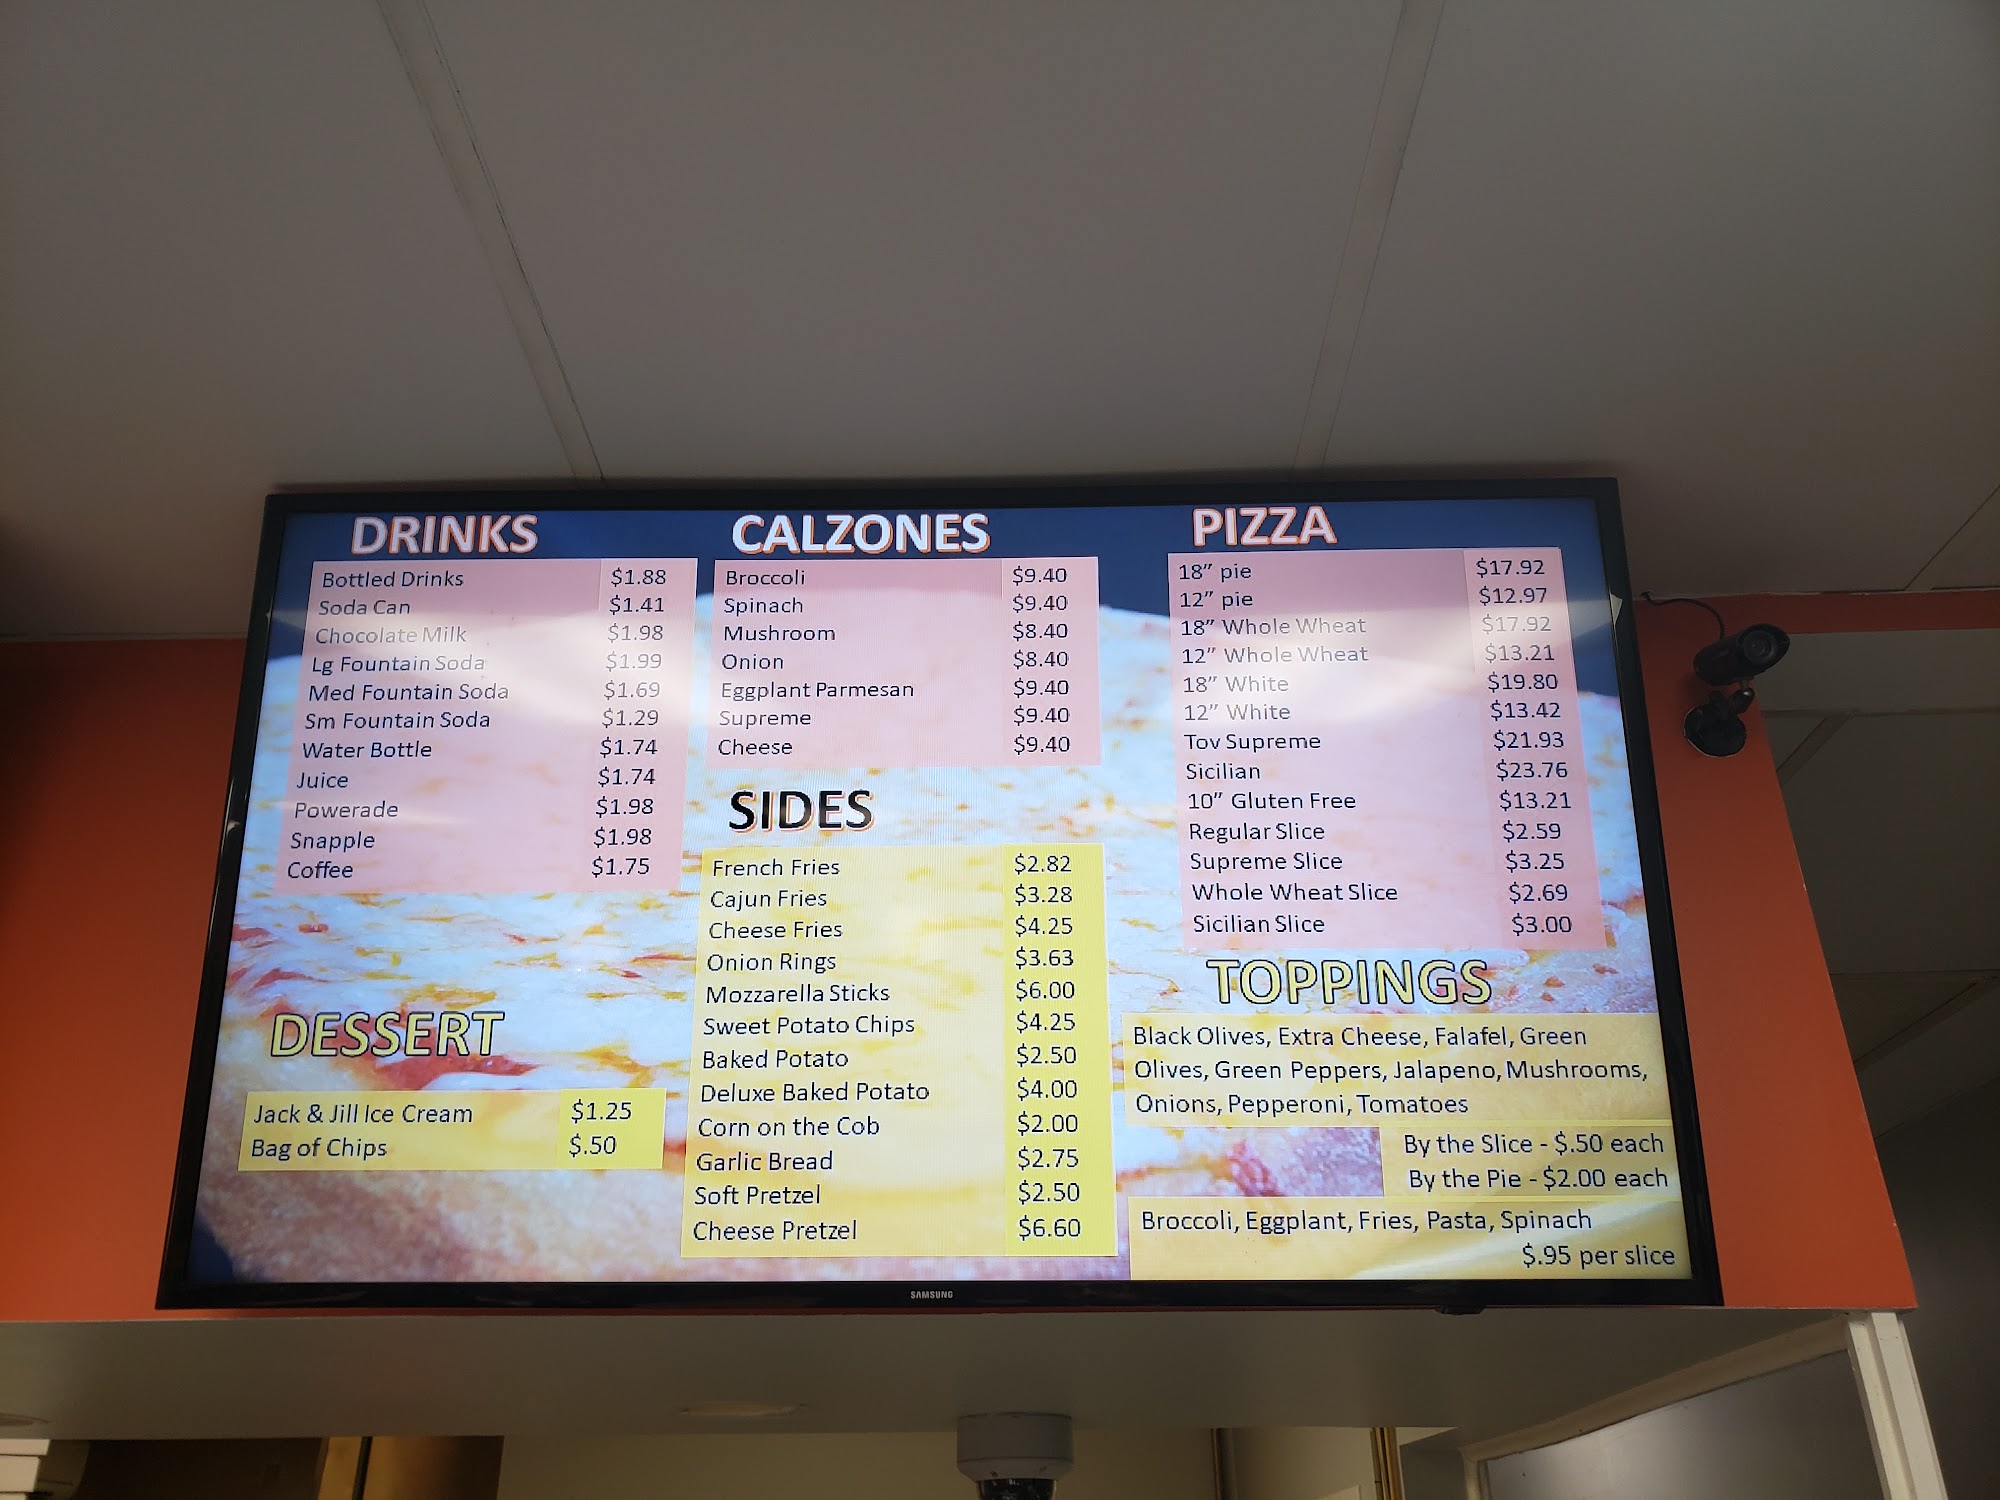 DRINKS
Bottled Drinks $1.88
Soda Can $1.41
Chocolate Milk $1.98
Lg Fountain Soda $1.99
Med Fountain Soda $1.69
Sm Fountain Soda $1.29
Water Bottle $1.74
Juice $1.74
Powerade $1.98
Snapple $1.98
Coffee $1.75
DESSERT
Jack & Jill Ice Cream $1.25
Bag of Chips $.50
CALZONES
Broccoli $9.40
Spinach $9.40
Mushroom $8.40
Onion $8.40
Eggplant Parmesan $9.40
Supreme $9.40
Cheese $9.40
SIDES
French Fries $2.82
Cajun Fries $3.28
Cheese Fries $4.25
Onion Rings $3.63
Mozzarella Sticks $6.00
Sweet Potato Chips $4.25
Baked Potato $2.50
Deluxe Baked Potato $4.00
Corn on the Cob $2.00
Garlic Bread $2.75
Soft Pretzel $2.50
Cheese Pretzel $6.60
PIZZA
18" pie $17.92
12" pie $12.97
18" Whole Wheat $17.92
12" Whole Wheat $13.21
18" White $19.80
12" White $13.42
Tov Supreme $21.93
Sicilian $23.76
10" Gluten Free $13.21
Regular Slice $2.59
Supreme Slice $3.25
Whole Wheat Slice $2.69
Sicilian Slice $3.00
TOPPINGS
Black Olives, Extra Cheese, Falafel, Green
Olives, Green Peppers, Jalapeno, Mushrooms,
Onions, Pepperoni, Tomatoes
By the Slice - $.50 each
By the Pie - $2.00 each
Broccoli, Eggplant, Fries, Pasta, Spinach
$.95 per slice
SAMSUNG